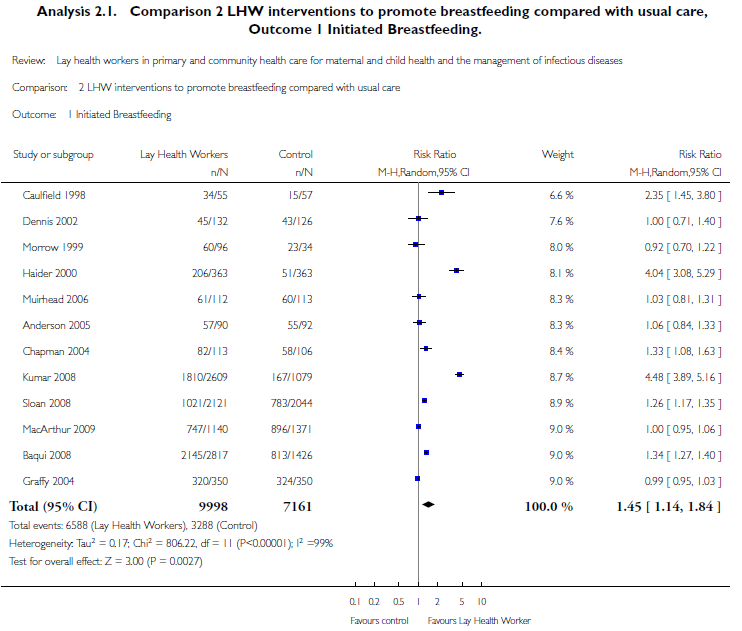 Analysis 2.1. Comparison 2 LHW interventions to promote breastfeeding compared with usual care,
Outcome 1 Initiated Breastfeeding.
Review: Lay health workers in primary and community health care for maternal and child health and the management of infectious diseases
Comparison: 2 LHW interventions to promote breastfeeding compared with usual care
Outcome: 1 Initiated Breastfeeding
Study or subgroup Lay Health Workers Control Risk Ratio Weight Risk Ratio
n/N n/N M-H,Random,95% CI M-H,Random,95% CI
Caulfield 1998 34/55 15/57 6.6 % 2.35 [ 1.45, 3.80 ]
Dennis 2002 45/132 43/126 7.6 % 1.00 [ 0.71, 1.40 ]
Morrow 1999 60/96 23/34 8.0 % 0.92 [ 0.70, 1.22 ]
Haider 2000 206/363 51/363 8.1 % 4.04 [ 3.08, 5.29 ]
Muirhead 2006 61/112 60/113 8.3 % 1.03 [ 0.81, 1.31 ]
Anderson 2005 57/90 55/92 8.3 % 1.06 [ 0.84, 1.33 ]
Chapman 2004 82/113 58/106 8.4 % 1.33 [ 1.08, 1.63 ]
Kumar 2008 1810/2609 167/1079 8.7 % 4.48 [ 3.89, 5.16 ]
Sloan 2008 1021/2121 783/2044 8.9 % 1.26 [ 1.17, 1.35 ]
MacArthur 2009 747/1140 896/1371 9.0 % 1.00 [ 0.95, 1.06 ]
Baqui 2008 2145/2817 813/1426 9.0 % 1.34 [ 1.27, 1.40 ]
Graffy 2004 320/350 324/350 9.0 % 0.99 [ 0.95, 1.03 ]
Total (95% CI) 9998 7161 100.0 % 1.45 [ 1.14, 1.84 ]
Total events: 6588 (Lay Health Workers), 3288 (Control)
Heterogeneity: Tau² = 0.17; Chi² = 806.22, df = 11 (P<0.00001); I² =99%
Test for overall effect: Z = 3.00 (P = 0.0027)
0.1 0.2 0.5 1 2 5 10
Favours control Favours Lay Health Worker